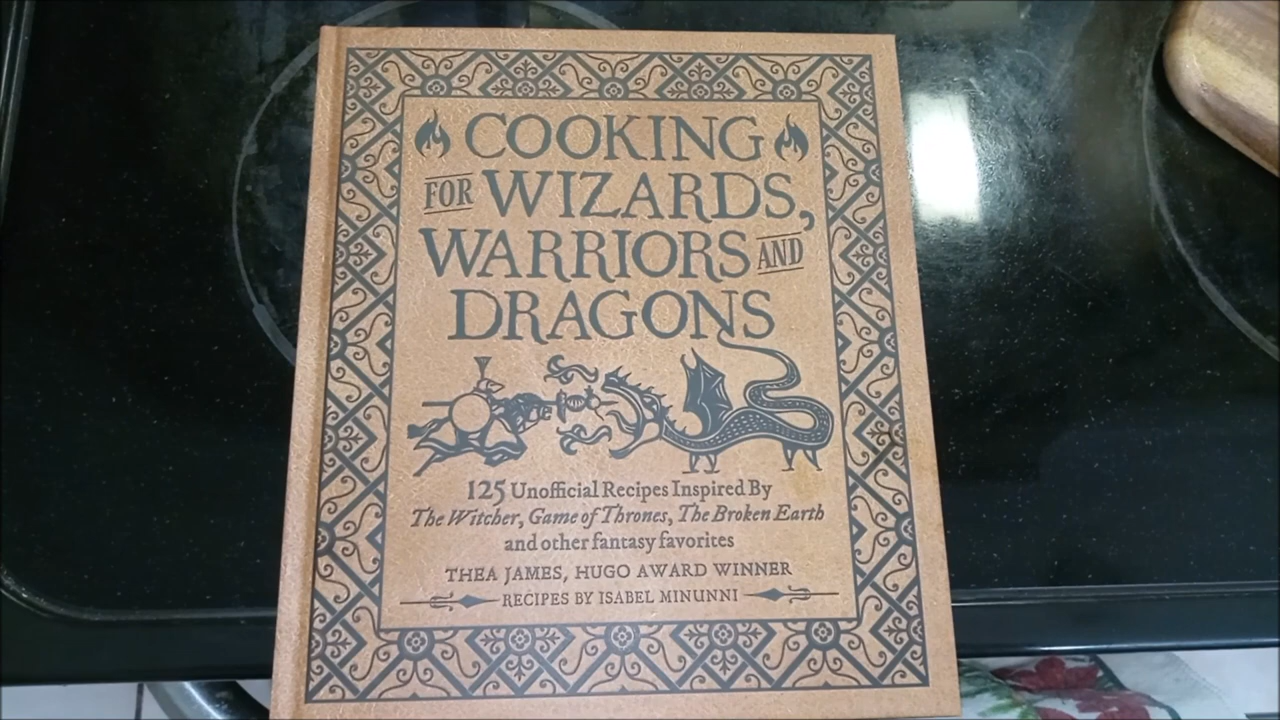 COOKING
FOR WIZARDS,
WARRIORS AND
DRAGONS
125 Unofficial Recipes Inspired By
The Witcher, Game of Thrones, The Broken Earth
and other fantasy favorites
THEA JAMES, HUGO AWARD WINNER
RECIPES BY ISABEL MINUNNI